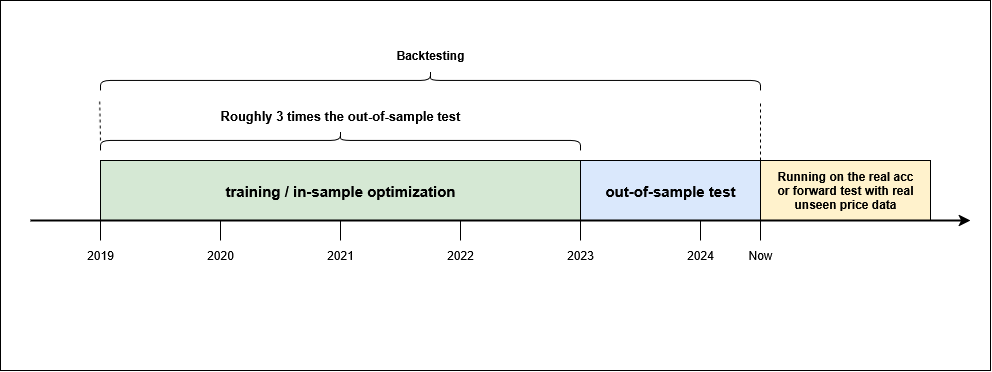 Backtesting
Roughly 3 times the out-of-sample test
training / in-sample optimization
out-of-sample test
Running on the real acc
or forward test with real
unseen price data
2019
2020
2021
2022
2023
2024
Now